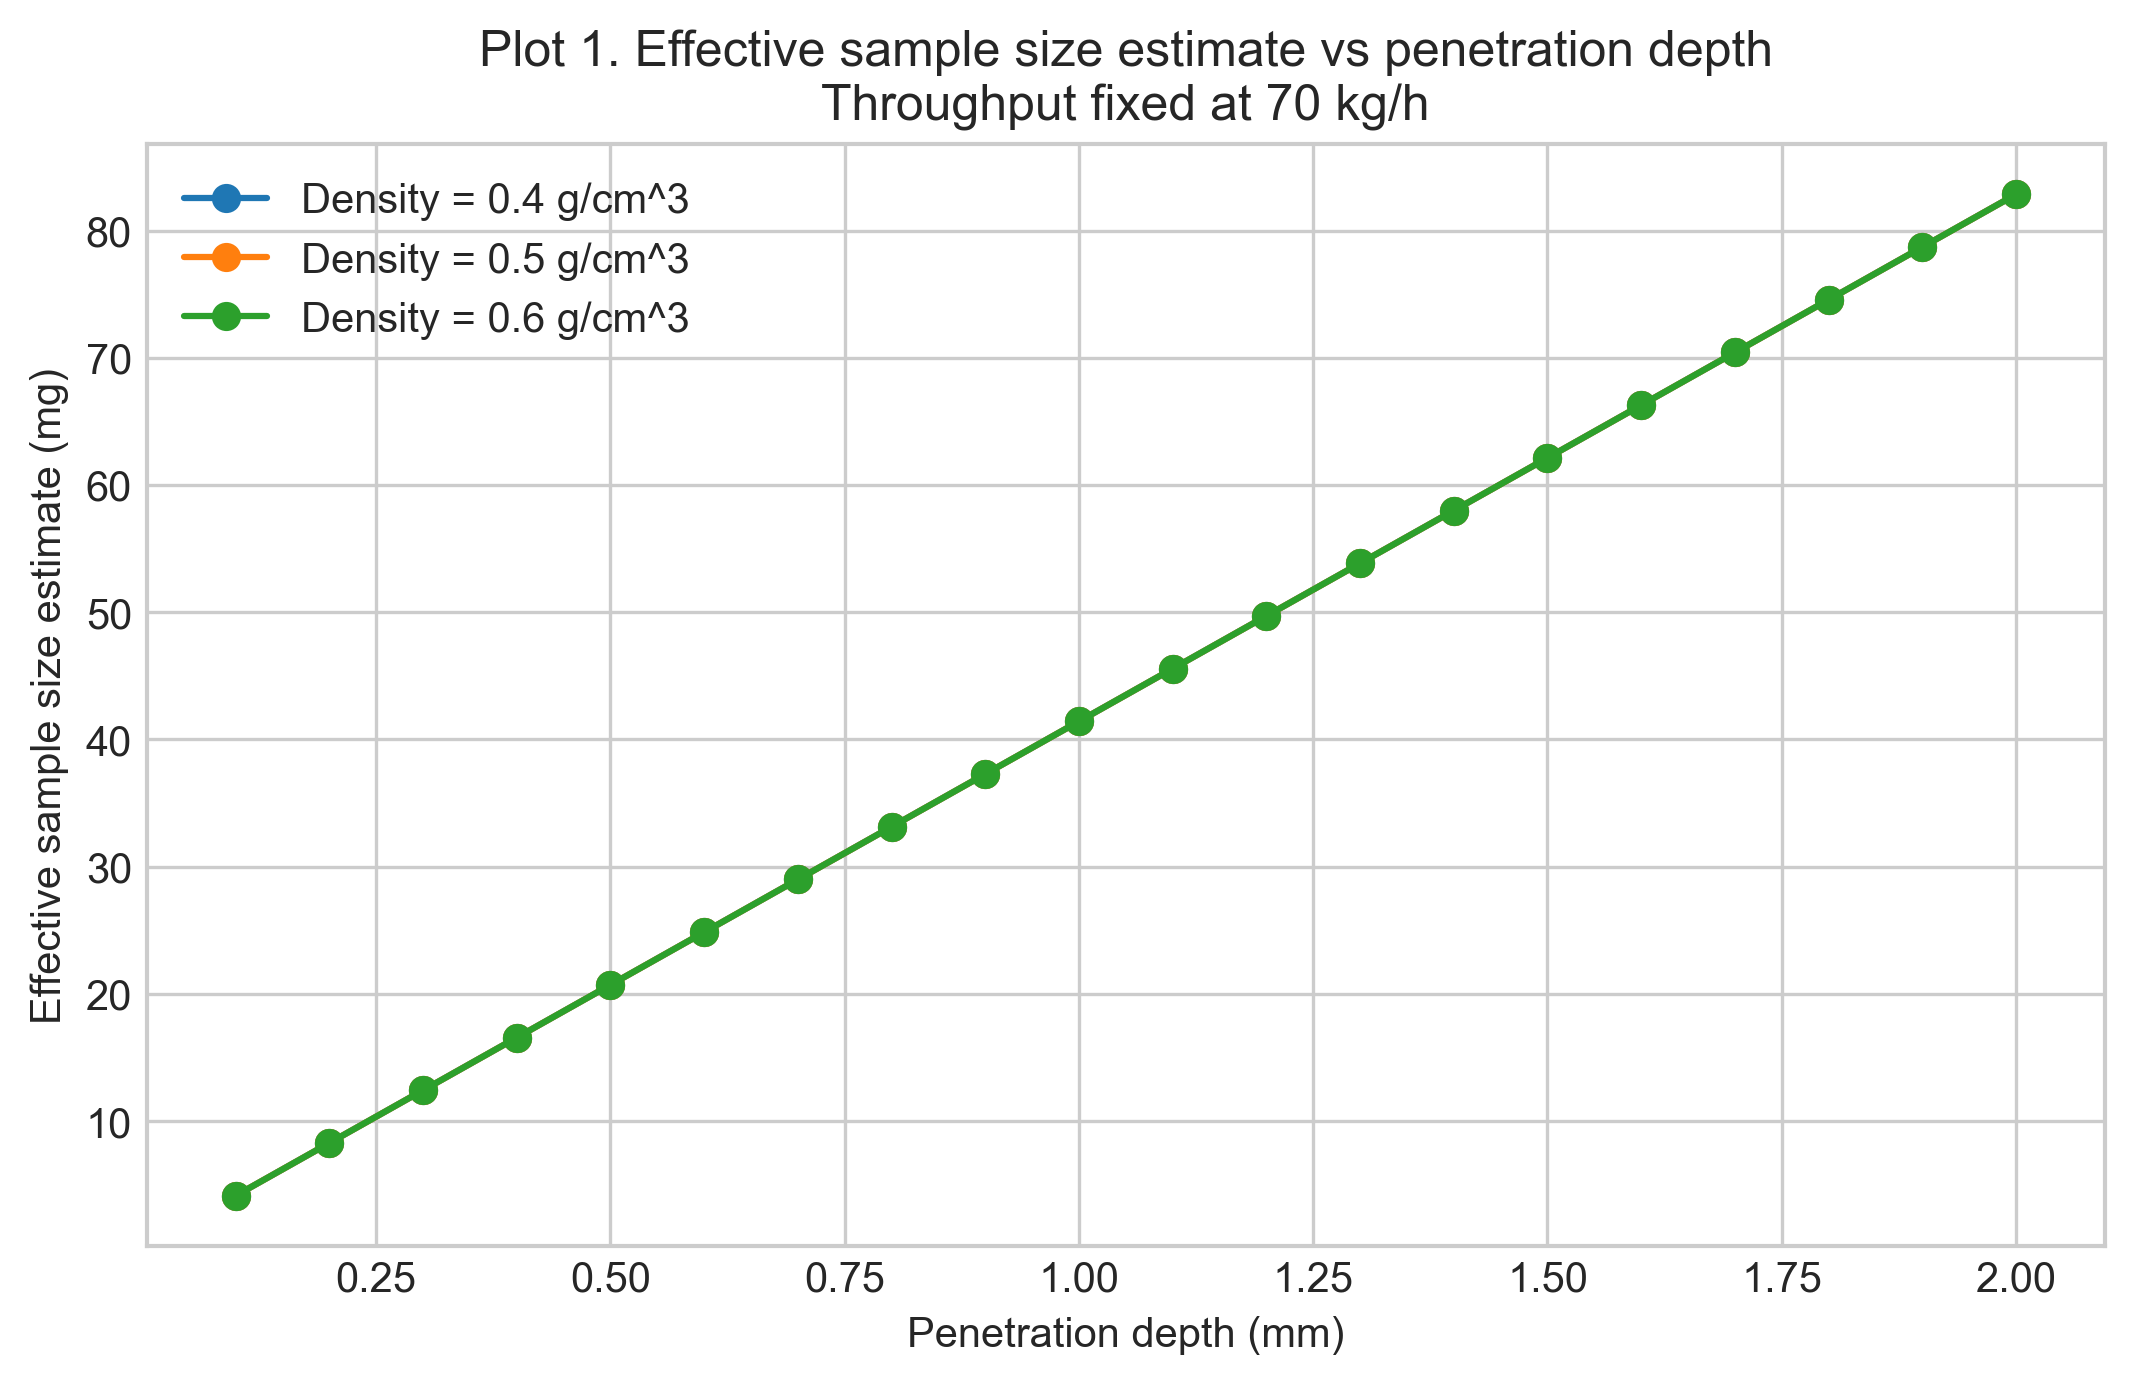 Plot 1. Effective sample size estimate vs penetration depth
Throughput fixed at 70 kg/h
Density = 0.4 g/cm^3
Density = 0.5 g/cm^3
Density = 0.6 g/cm^3
Effective sample size estimate (mg)
80
70
60
50
40
30
20
10
0.25 0.50 0.75 1.00 1.25 1.50 1.75 2.00
Penetration depth (mm)